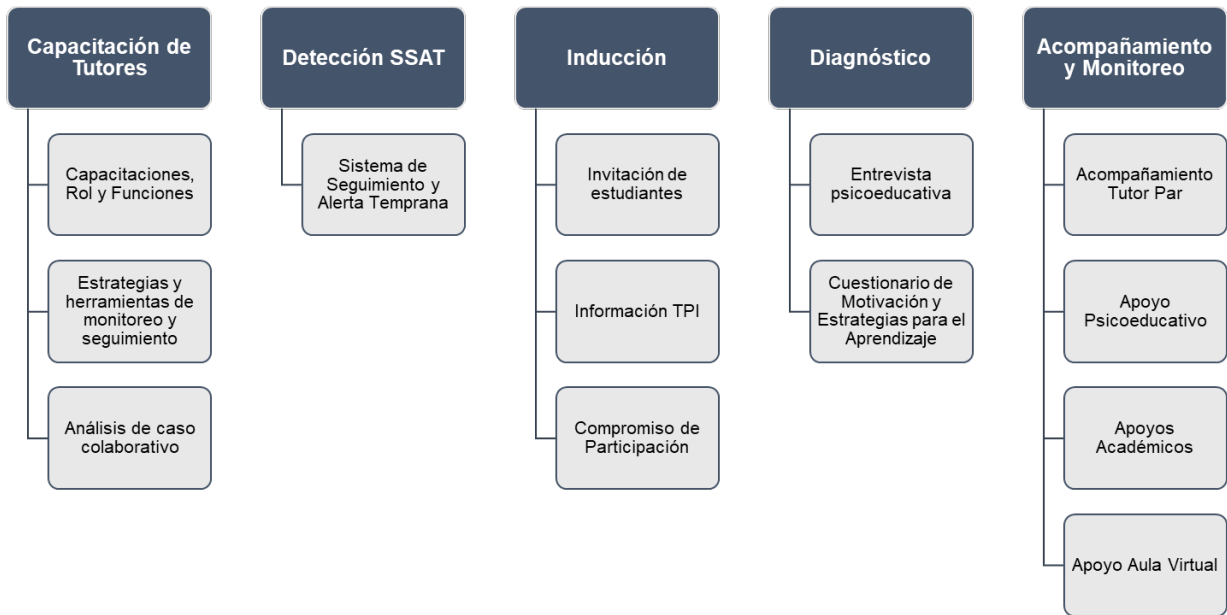 Capacitación de
Tutores
Capacitaciones,
Rol y Funciones
Estrategias y
herramientas de
monitoreo y
seguimiento
Análisis de caso
colaborativo
Detección SSAT
Sistema de
Seguimiento y
Alerta Temprana
Inducción
Invitación de
estudiantes
Información TPI
Compromiso de
Participación
Diagnóstico
Entrevista
psicoeducativa
Cuestionario de
Motivación y
Estrategias para el
Aprendizaje
Acompañamiento
y Monitoreo
Acompañamiento
Tutor Par
Apoyo
Psicoeducativo
Apoyos
Académicos
Apoyo Aula Virtual